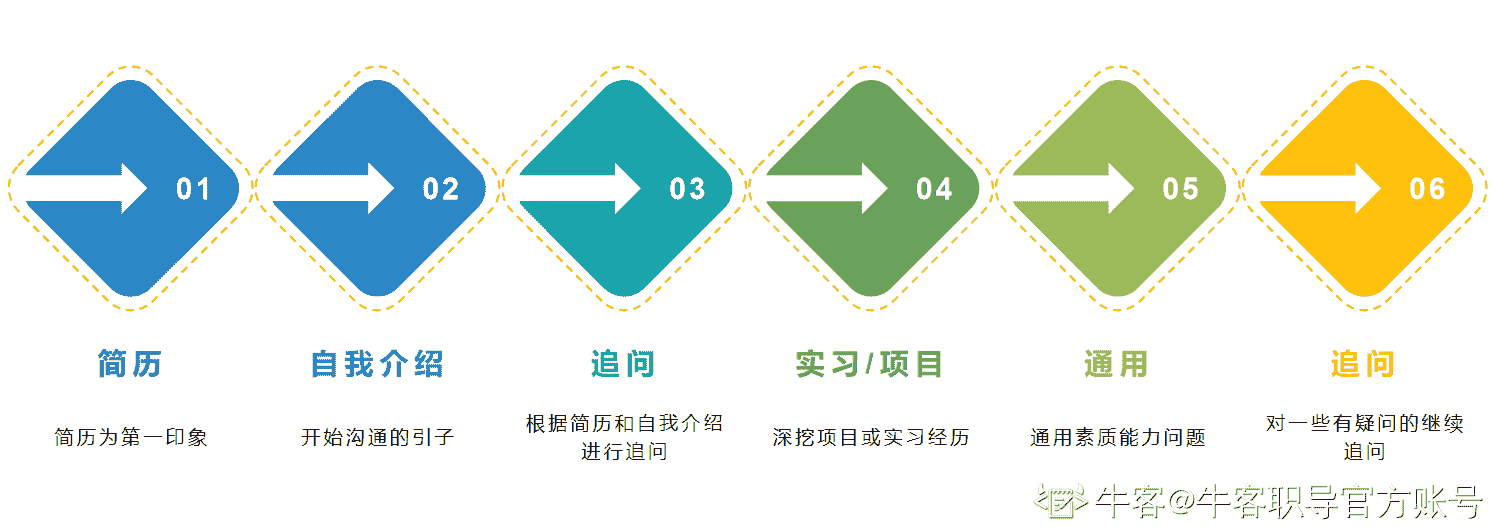 01
02
03
04
05
06
简历
自我介绍
追问
实习/项目
通用
追问
简历为第一印象
开始沟通的引子
根据简历和自我介绍
进行追问
深挖项目或实习经历
通用素质能力问题
对一些有疑问的继续
追问
牛客@牛客职导官方账号